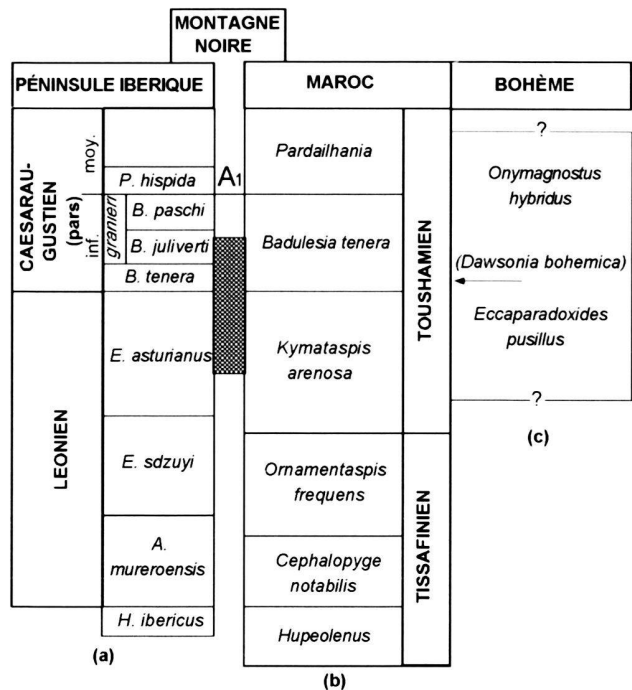 MONTAGNE
NOIRE
PÉNINSULE IBERIQUE
MAROC
BOHÈME
CAESARAU-
GUSTIEN
(pars)
moy.
inf.
granieri
P. hispida
B. paschi
B. juliverti
B. tenera
LEONIEN
E. asturianus
E. sdzuyi
A.
mureroensis
H. ibericus
(a)
A1
Pardailhania
Badulesia tenera
Kymataspis
arenosa
Ornamentaspis
frequens
Cephalopyge
notabilis
Hupeolenus
(b)
TOUSHAMIEN
TISSAFINIEN
?
Onymagnostus
hybridus
(Dawsonia bohemica)
Eccaparadoxides
pusillus
?
(c)